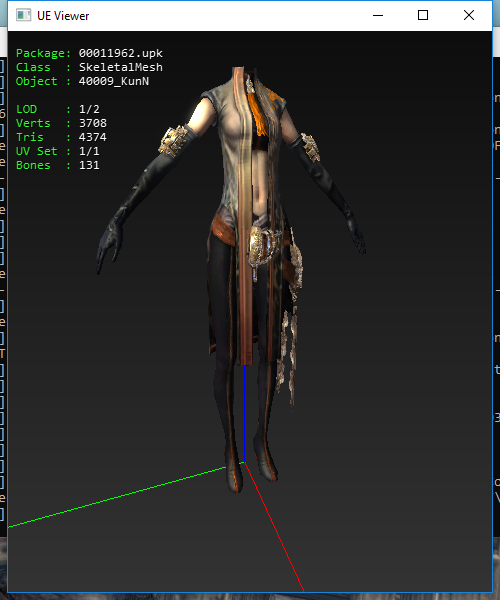 UE Viewer
Package: 00011962.upk
Class  : SkeletalMesh
Object : 40009_KunN
LOD    : 1/2
Verts  : 3708
Tris   : 4374
UV Set : 1/1
Bones  : 131